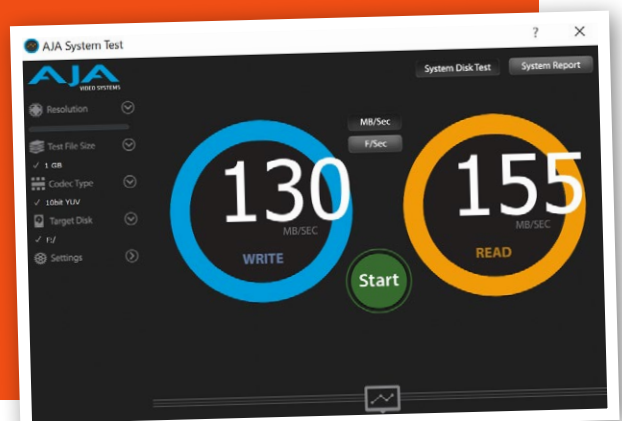 AJA System Test
? ×
AJA
VIDEO SYSTEMS
System Disk Test
System Report
Resolution
Test File Size
✓ 1 GB
Codec Type
✓ 10bit YUV
Target Disk
✓ F:/
Settings
MB/Sec
F/Sec
130
MB/SEC
WRITE
Start
155
MB/SEC
READ